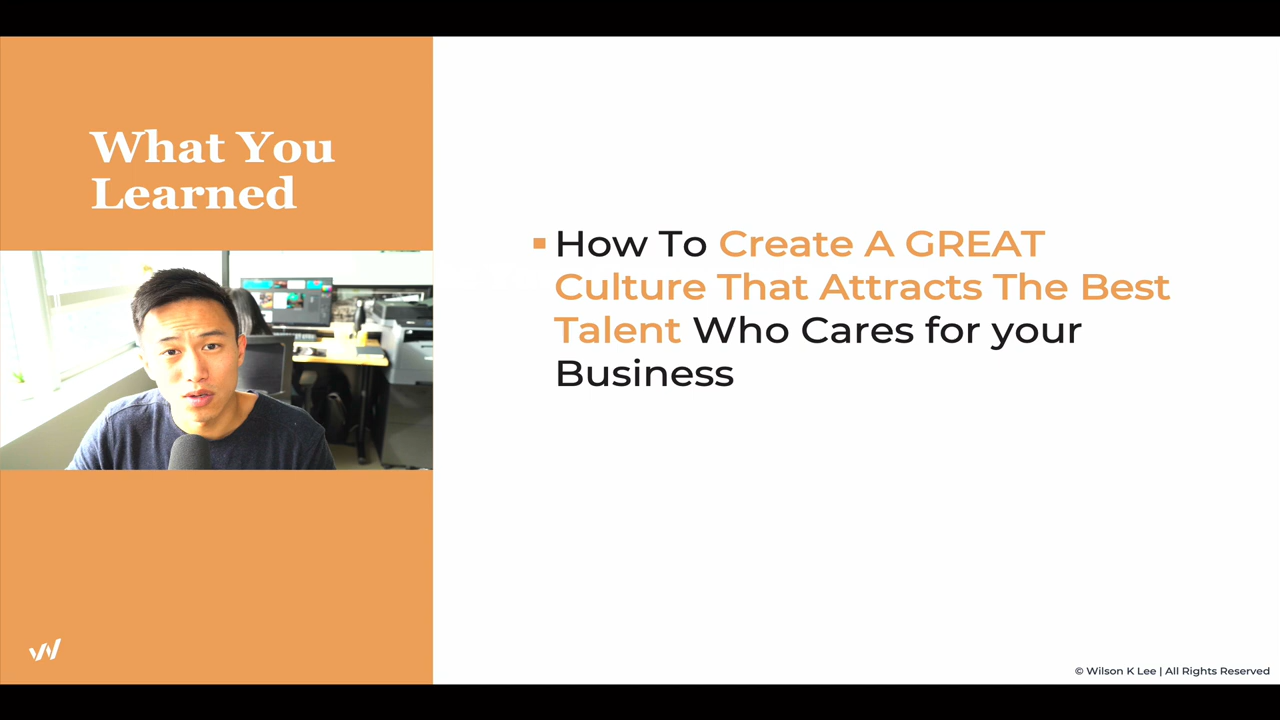 What You
Learned
How To Create A GREAT
Culture That Attracts The Best
Talent Who Cares for your
Business
© Wilson K Lee | All Rights Reserved